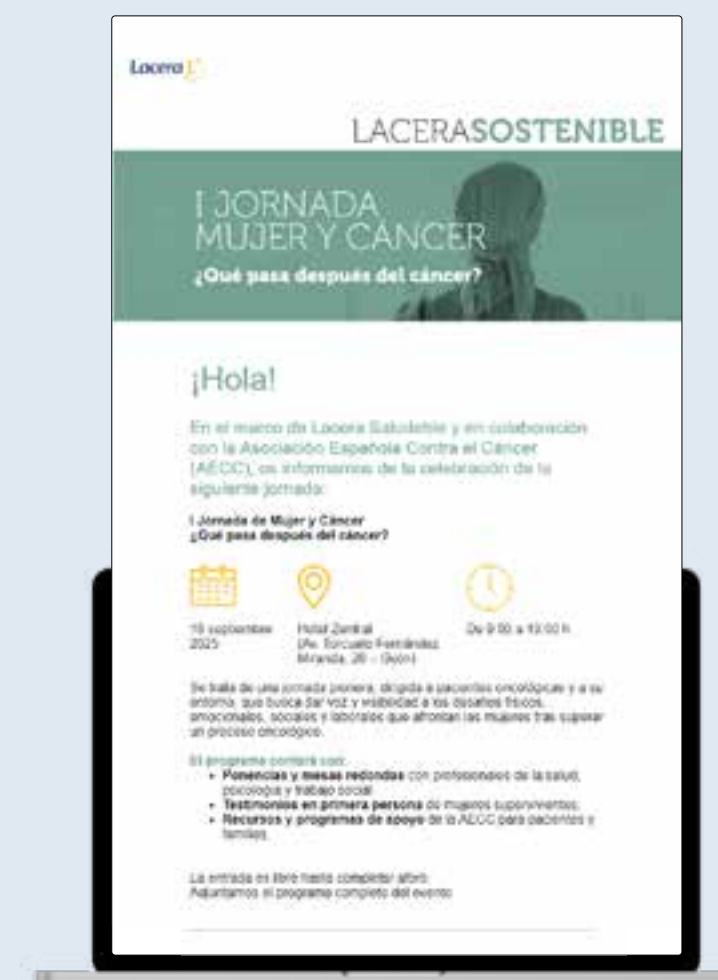 Lacera
LACERASOSTENIBLE
I JORNADA
MUJER Y CÁNCER
¿Qué pasa después del cáncer?
¡Hola!
En el marco de Lacera Saludable y en colaboración
con la Asociación Española Contra el Cáncer
(AECC), os informamos de la celebración de la
siguiente jornada:
I Jornada de Mujer y Cáncer
¿Qué pasa después del cáncer?
septiembre
2025
Hotel Zentral
(Av. Torcuato Fernández
Miranda, – Gijón)
De 9:00 a h
Se trata de una jornada pionera, dirigida a pacientes oncológicas y a su
entorno, que busca dar voz y visibilidad a los desafíos físicos,
emocionales, sociales y laborales que afrontan las mujeres tras superar
un proceso oncológico.
El programa contará con:
• Ponencias y mesas redondas con profesionales de la salud,
psicología y trabajo social.
• Testimonios en primera persona de mujeres supervivientes.
• Recursos y programas de apoyo de la AECC para pacientes y
familias.
La entrada es libre hasta completar aforo.
Adjuntamos el programa completo del evento